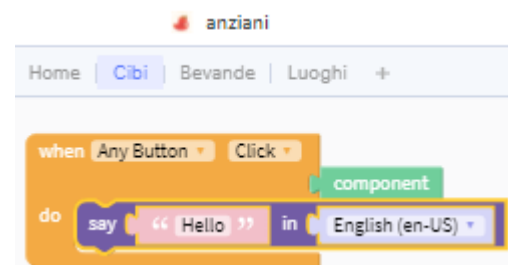 anziani
Home | Cibi | Bevande | Luoghi +
when Any Button Click
component
do say “ Hello ” in English (en-US)